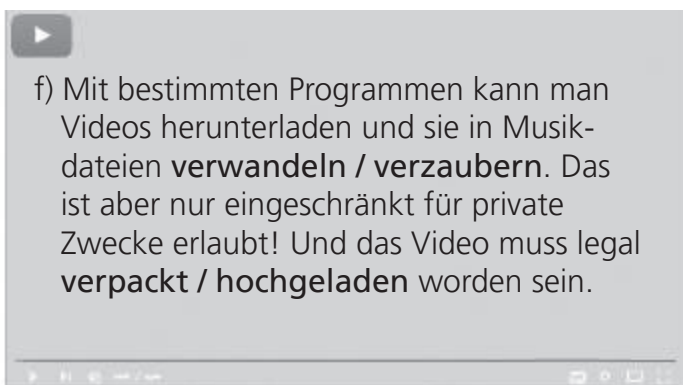 f) Mit bestimmten Programmen kann man
Videos herunterladen und sie in Musik-
dateien verwandeln / verzaubern. Das
ist aber nur eingeschränkt für private
Zwecke erlaubt! Und das Video muss legal
verpackt / hochgeladen worden sein.